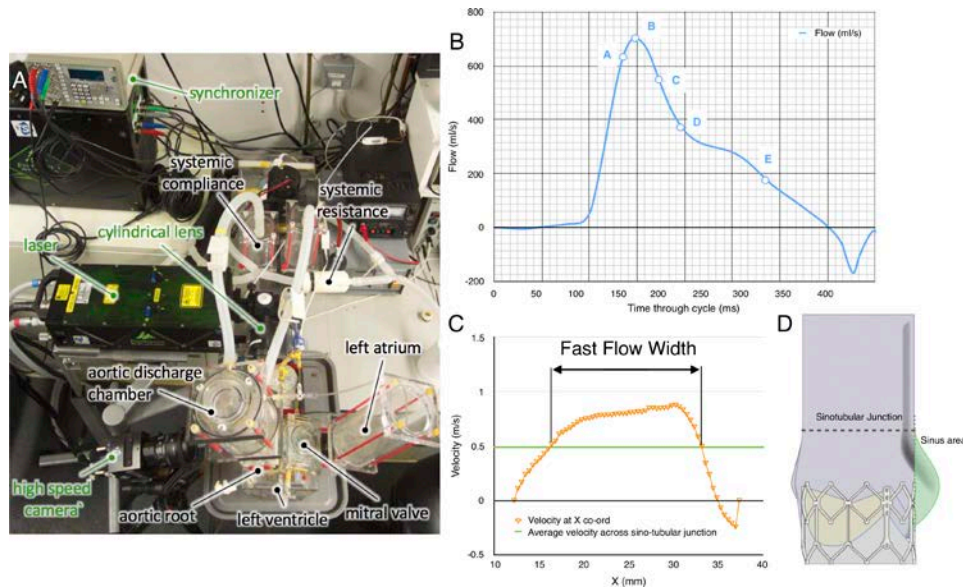 A
synchronizer
systemic
compliance
systemic
resistance
cylindrical lens
laser
left atrium
aortic discharge
chamber
high speed
camera
aortic root
left ventricle
mitral valve
B
800
600
400
200
0
-200
Flow (ml/s)
Flow (ml/s)
A
B
C
D
E
0
50
100
150
200
250
300
350
400
Time through cycle (ms)
C
Fast Flow Width
1.5
1
0.5
0
-0.5
Velocity (m/s)
Velocity at X co-ord
Average velocity across sino-tubular junction
10
15
20
25
30
35
40
X (mm)
D
Sinotubular Junction
Sinus area